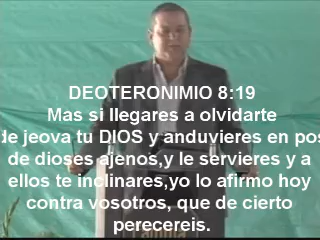 DEOTERONIMIO 8:19
Mas si llegares a olvidarte
de jeova tu DIOS y anduvieres en pos
de dioses ajenos,y le servieres y a
ellos te inclinares,yo lo afirmo hoy
contra vosotros, que de cierto
perecereis.